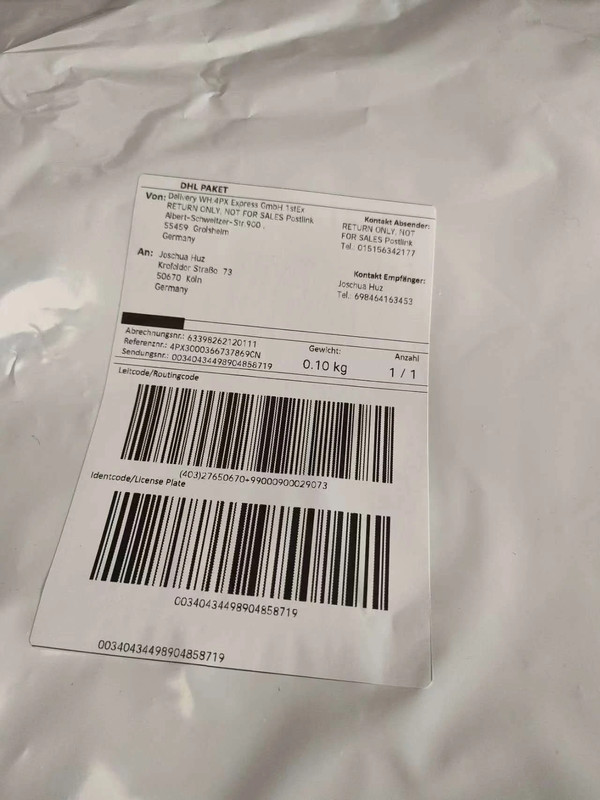 DHL PAKET
Von: Delivery WH 4PX Express GmbH 1stEx
RETURN ONLY, NOT FOR SALES Postlink
Albert-Schweitzer-Str.900
55459 Grolsheim
Germany
Kontakt Absender:
RETURN ONLY, NOT
FOR SALES Postlink
Tel.: 015156342177
An: Joschua Huz
Krefelder Straße 73
50670 Köln
Germany
Kontakt Empfänger:
Joschua Huz
Tel.: 698464163453
Abrechnungsnr.: 63398262120111
Referenznr.: 4PX3000366737869CN
Sendungsnr.: 00340434498904858719
Gewicht:
0.10 kg
Anzahl
1 / 1
Leitcode/Routingcode
(403)27650670+99000900029073
Identcode/License Plate
00340434498904858719
00340434498904858719